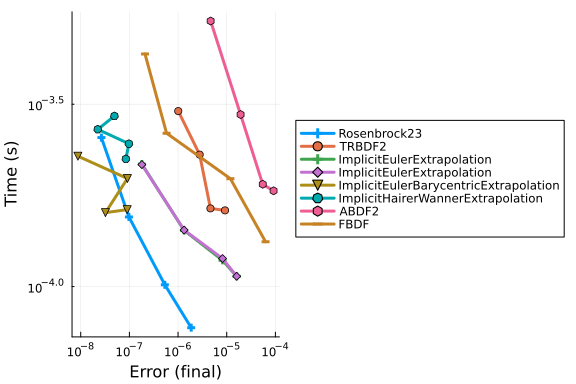 Time (s)
10^-3.5
10^-4.0
10^-8
10^-7
10^-6
10^-5
10^-4
Error (final)
Rosenbrock23
TRBDF2
ImplicitEulerExtrapolation
ImplicitEulerExtrapolation
ImplicitEulerBarycentricExtrapolation
ImplicitHairerWannerExtrapolation
ABDF2
FBDF